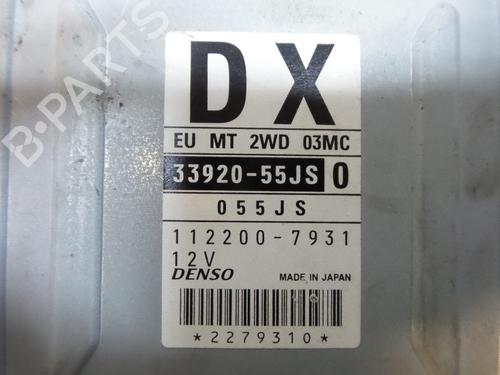 B-PARTS
DX
EU MT 2WD 03MC
33920-55JS 0
055JS
112200-7931
12V
DENSO
MADE IN JAPAN
*2279310*